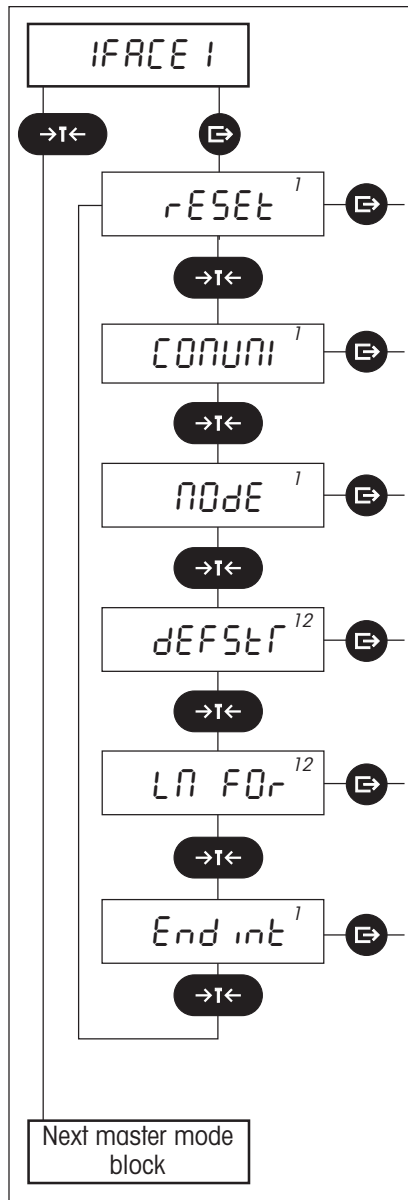 IFACE 1
→T←
rESEt 1
→T←
COMUNI 1
→T←
MOdE 1
→T←
dEFStr 12
→T←
LN FOr 12
→T←
End int 1
→T←
Next master mode
block